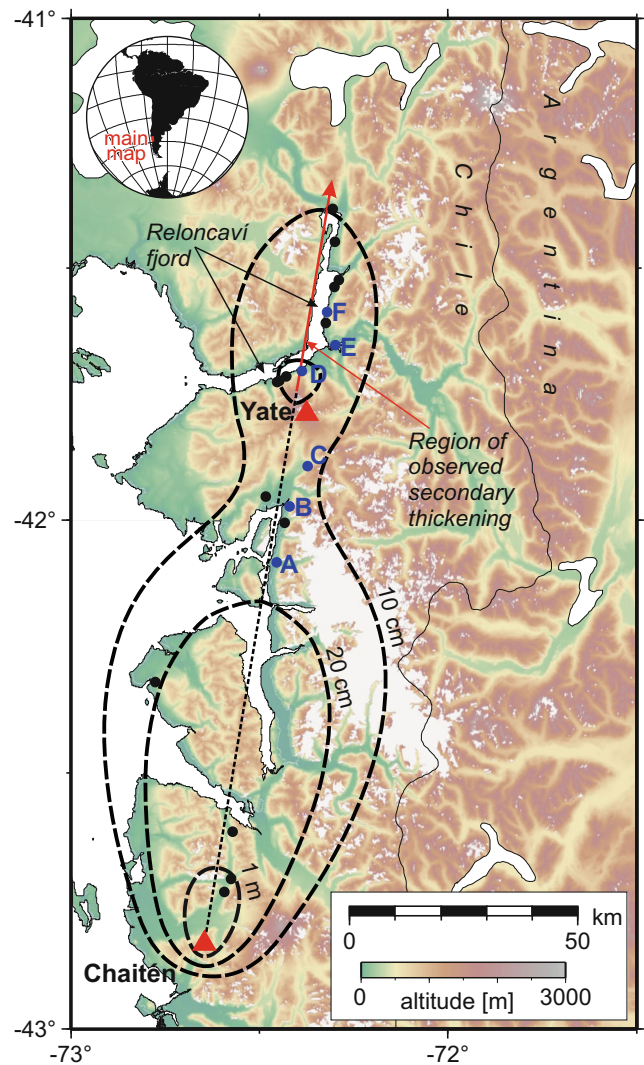 -41°
main
map
Argentina
Chile
Reloncaví
fjord
F
E
D
Yate
Region of
observed
secondary
thickening
C
-42°
B
A
10 cm
20 cm
1 m
Chaitén
km
0
50
0
3000
altitude [m]
-43°
-73°
-72°